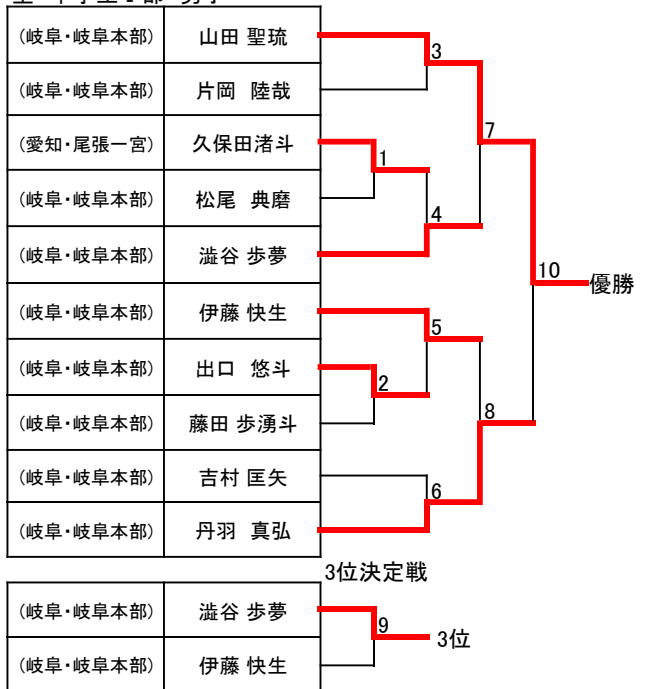 (岐阜・岐阜本部) 山田 聖琉
3
(岐阜・岐阜本部) 片岡 陸哉
7
(愛知・尾張一宮) 久保田渚斗
1
(岐阜・岐阜本部) 松尾 典磨
4
(岐阜・岐阜本部) 澁谷 歩夢
10 優勝
(岐阜・岐阜本部) 伊藤 快生
5
(岐阜・岐阜本部) 出口 悠斗
2
8
(岐阜・岐阜本部) 藤田 歩湧斗
(岐阜・岐阜本部) 吉村 匡矢
6
(岐阜・岐阜本部) 丹羽 真弘
3位決定戦
(岐阜・岐阜本部) 澁谷 歩夢
9 3位
(岐阜・岐阜本部) 伊藤 快生